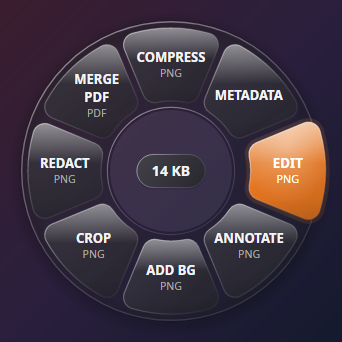 COMPRESS
PNG
MERGE
PDF
PDF
METADATA
REDACT
PNG
14 KB
EDIT
PNG
CROP
PNG
ANNOTATE
PNG
ADD BG
PNG